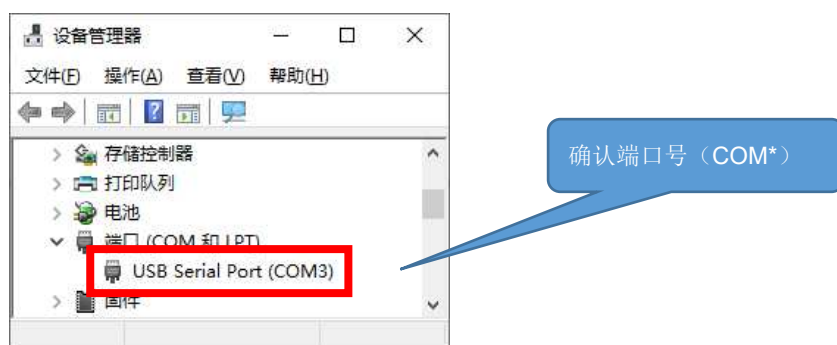 设备管理器
文件(F) 操作(A) 查看(V) 帮助(H)
存储控制器
确认端口号（COM*）
打印队列
电池
端口 (COM 和 LPT)
USB Serial Port (COM3)
固件